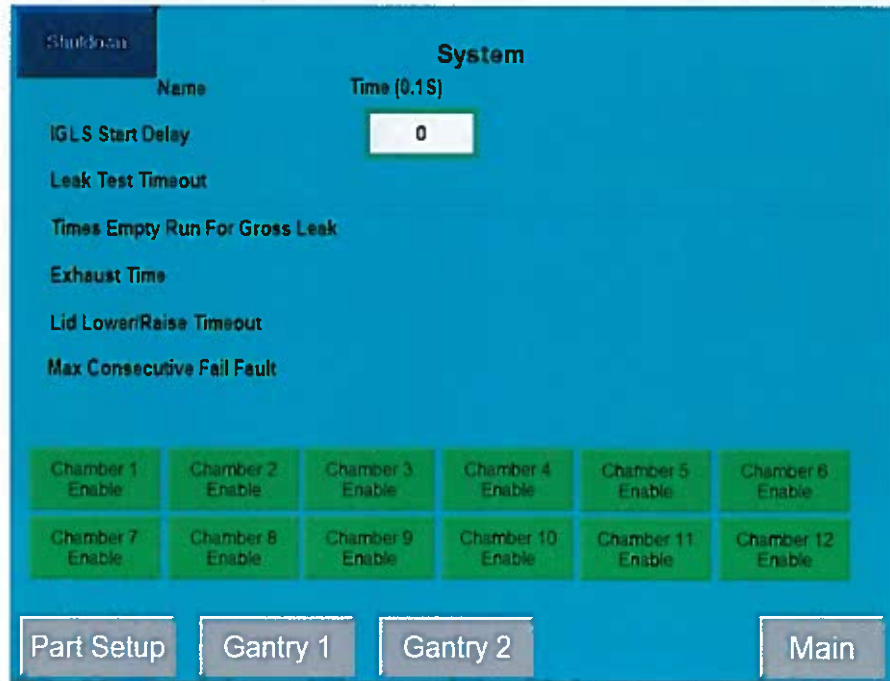 Shutdown
System
Name Time (0.1S)
IGLS Start Delay 0
Leak Test Timeout
Times Empty Run For Gross Leak
Exhaust Time
Lid Lower/Raise Timeout
Max Consecutive Fail Fault
Chamber 1 Chamber 2 Chamber 3 Chamber 4 Chamber 5 Chamber 6
Enable Enable Enable Enable Enable Enable
Chamber 7 Chamber 8 Chamber 9 Chamber 10 Chamber 11 Chamber 12
Enable Enable Enable Enable Enable Enable
Part Setup Gantry 1 Gantry 2 Main